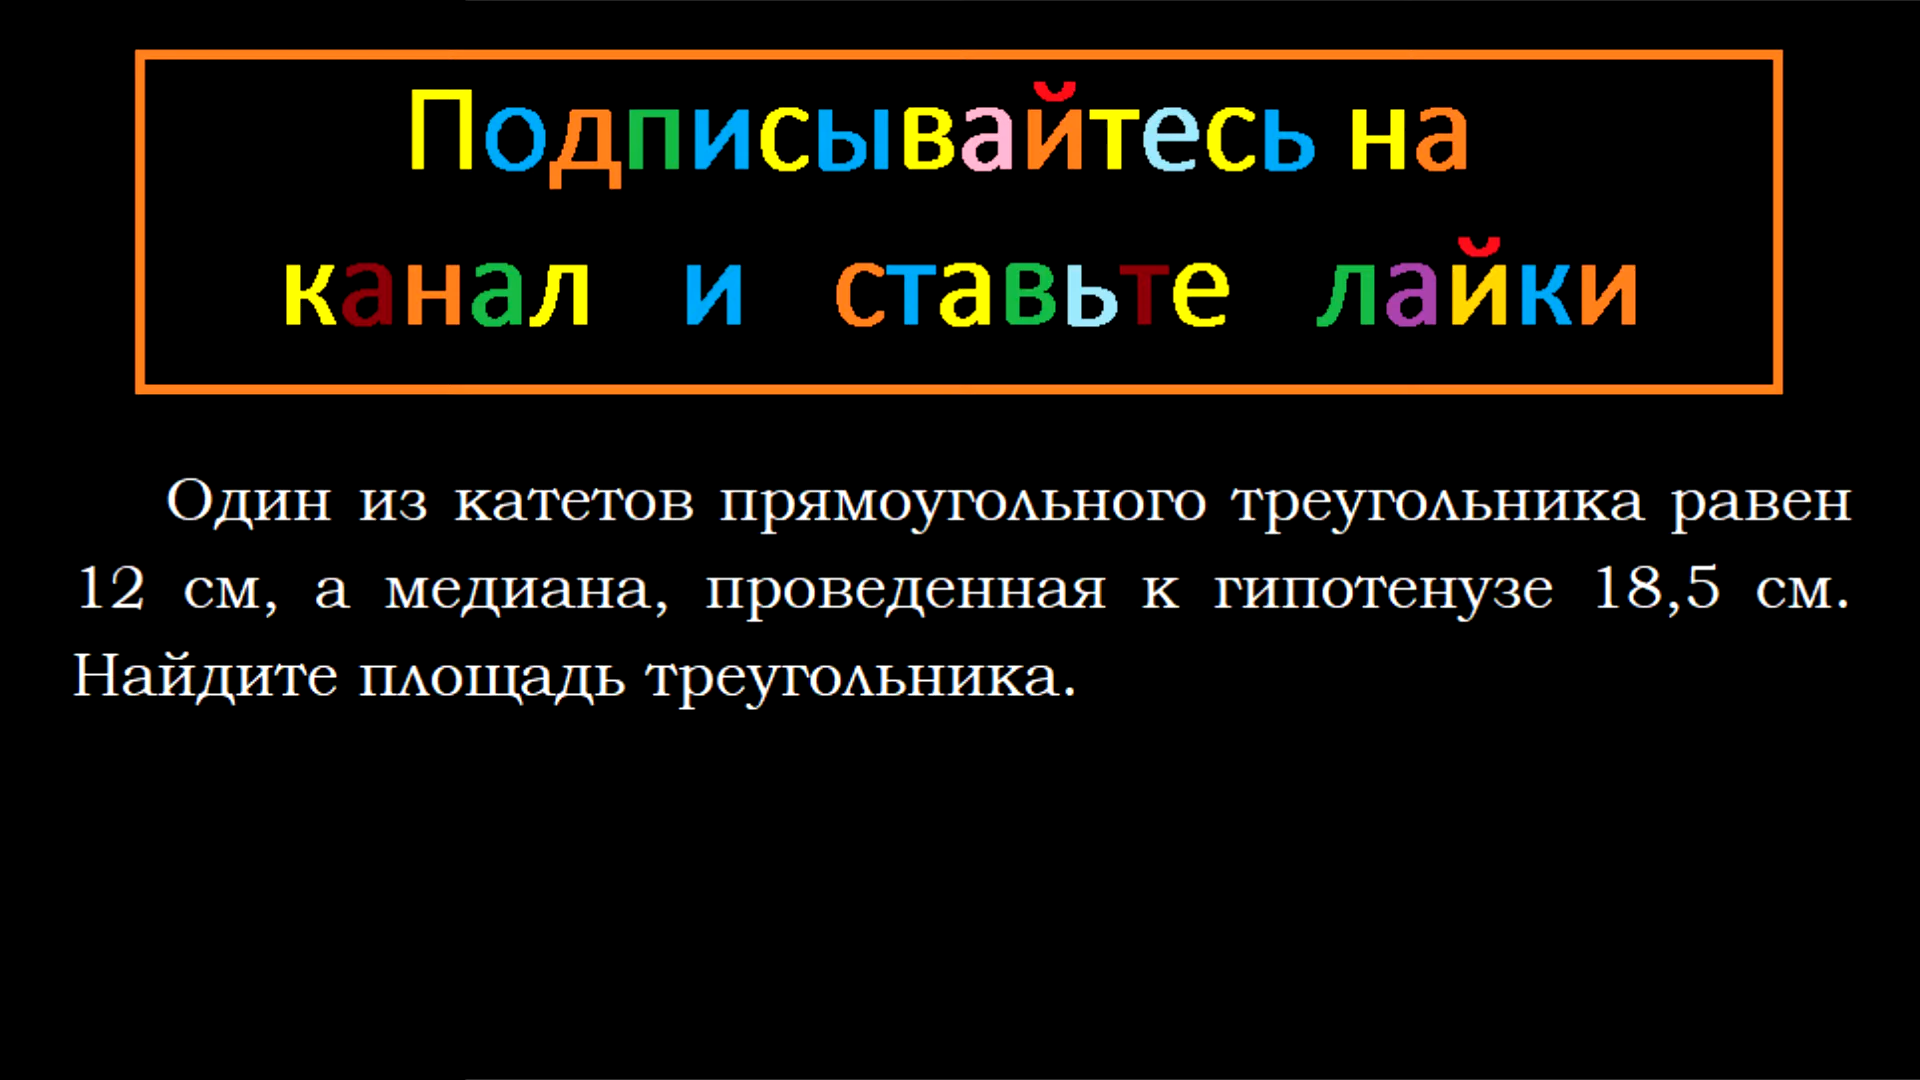 Подписывайтесь на
канал и ставьте лайки
Один из катетов прямоугольного треугольника равен
12 см, а медиана, проведенная к гипотенузе 18,5 см.
Найдите площадь треугольника.